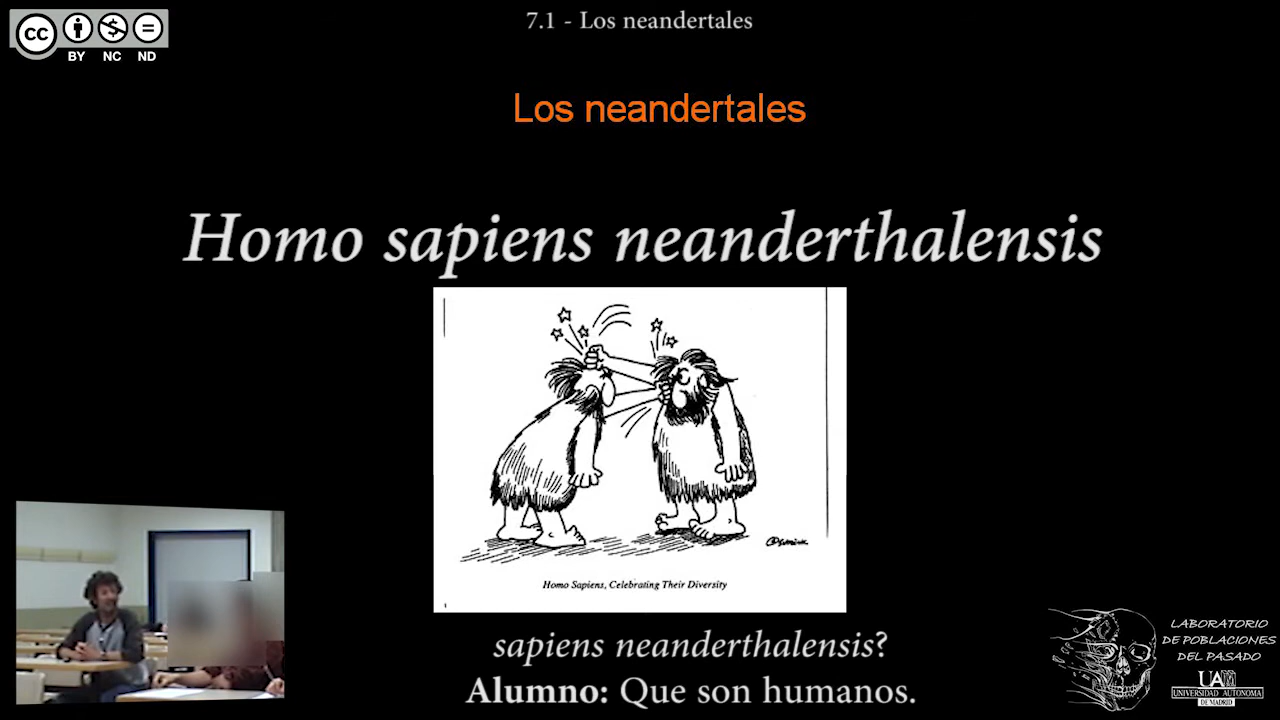 7.1 - Los neandertales
CC
BY NC ND
Los neandertales
Homo sapiens neanderthalensis
Homo Sapiens, Celebrating Their Diversity
sapiens neanderthalensis?
Alumno: Que son humanos.
LABORATORIO
DE POBLACIONES
DEL PASADO
UAM
UNIVERSIDAD AUTONOMA
DE MADRID